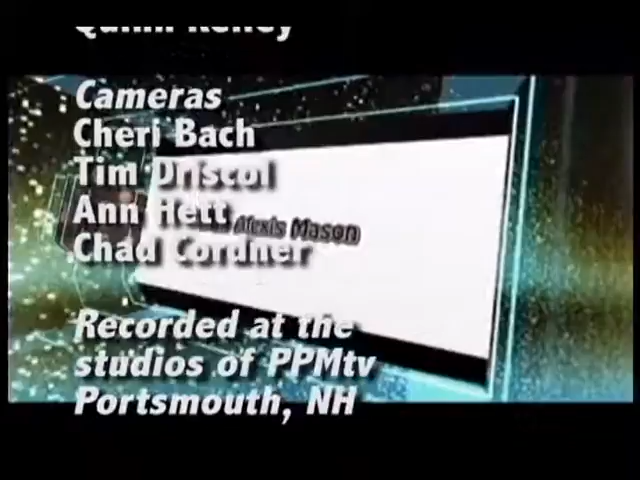 Cameras
Cheri Bach
Tim Driscol
Ann Hett
Chad Cordner
Alexis Mason
Recorded at the
studios of PPMtv
Portsmouth, NH